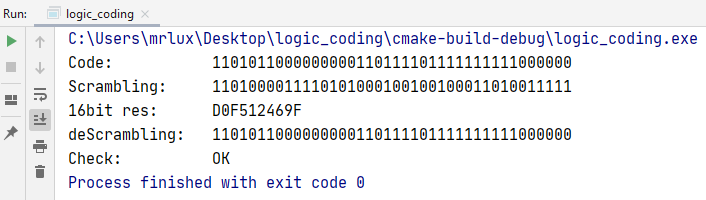 Run: logic_coding
C:\Users\mrlux\Desktop\logic_coding\cmake-build-debug\logic_coding.exe
Code: 1101011000000000110111101111111111000000
Scrambling: 1101000011110101000100100100011010011111
16bit res: D0F512469F
deScrambling: 1101011000000000110111101111111111000000
Check: OK
Process finished with exit code 0